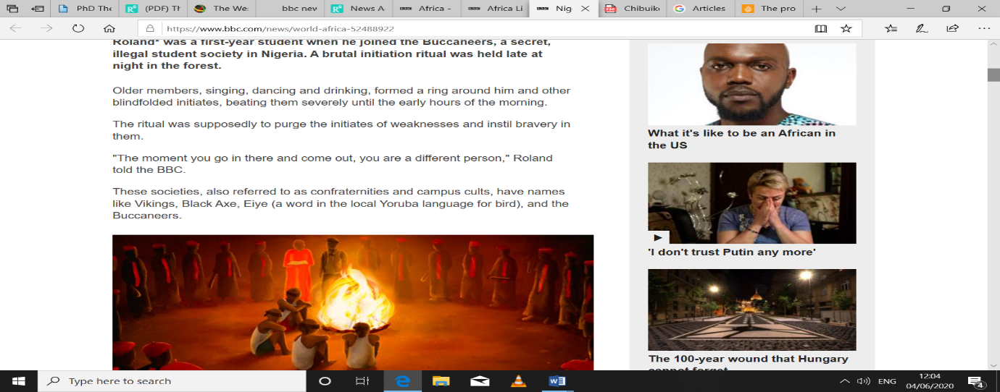 PhD The
(PDF) Th
The We
bbc nev
News A
Africa -
Africa Li
Nig
Chibuik
Articles
The pro
https://www.bbc.com/news/world-africa-52488922
Roland* was a first-year student when he joined the Buccaneers, a secret,
illegal student society in Nigeria. A brutal initiation ritual was held late at
night in the forest.
Older members, singing, dancing and drinking, formed a ring around him and other
blindfolded initiates, beating them severely until the early hours of the morning.
The ritual was supposedly to purge the initiates of weaknesses and instil bravery in
them.
"The moment you go in there and come out, you are a different person," Roland
told the BBC.
These societies, also referred to as confraternities and campus cults, have names
like Vikings, Black Axe, Eiye (a word in the local Yoruba language for bird), and the
Buccaneers.
What it's like to be an African in
the US
'I don't trust Putin any more'
The 100-year wound that Hungary
cannot forget
Type here to search
ENG
12:04
04/06/2020
4